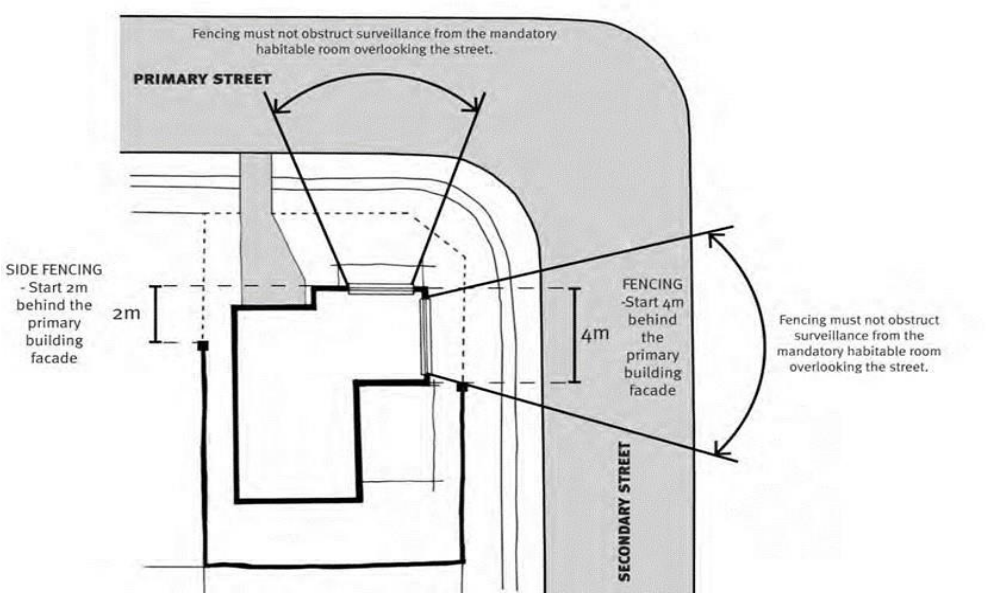 Fencing must not obstruct surveillance from the mandatory
habitable room overlooking the street.
PRIMARY STREET
SIDE FENCING
- Start 2m
behind the
primary
building
facade
2m
4m
FENCING
-Start 4m
behind
the
primary
building
facade
Fencing must not obstruct
surveillance from the
mandatory habitable room
overlooking the street.
SECONDARY STREET